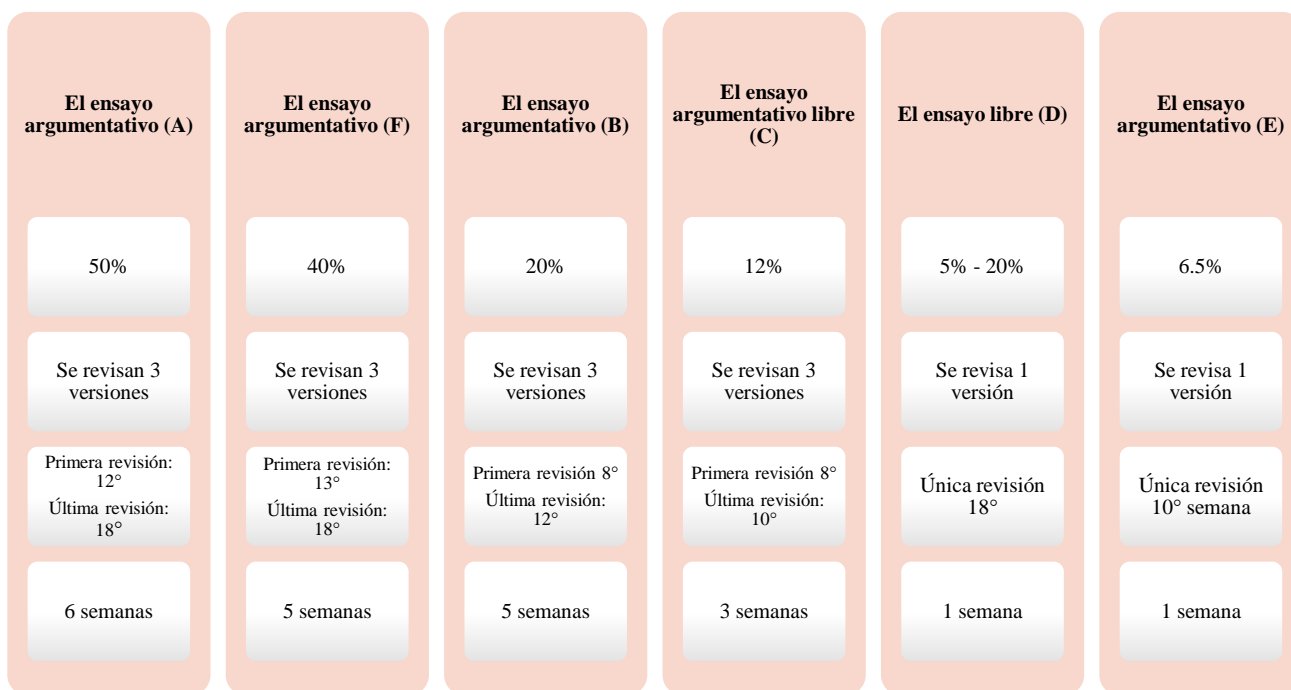 El ensayo
argumentativo (A)
50%
Se revisan 3
versiones
Primera revisión:
12°
Última revisión:
18°
6 semanas
El ensayo
argumentativo (F)
40%
Se revisan 3
versiones
Primera revisión:
13°
Última revisión:
18°
5 semanas
El ensayo
argumentativo (B)
20%
Se revisan 3
versiones
Primera revisión 8°
Última revisión:
12°
5 semanas
El ensayo
argumentativo libre
(C)
12%
Se revisan 3
versiones
Primera revisión 8°
Última revisión:
10°
3 semanas
El ensayo libre (D)
5% - 20%
Se revisa 1
versión
Única revisión
18°
1 semana
El ensayo
argumentativo (E)
6.5%
Se revisa 1
versión
Única revisión
10° semana
1 semana